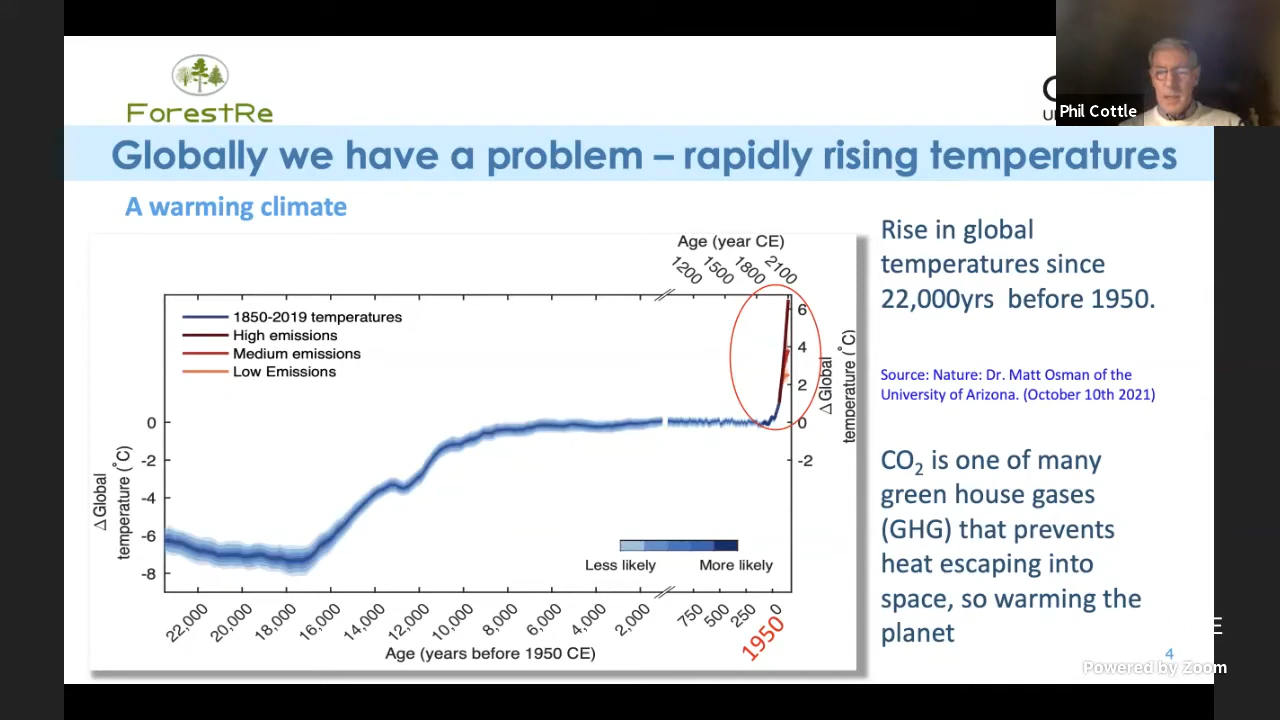 ForestRe
Phil Cottle
Globally we have a problem – rapidly rising temperatures
A warming climate
Age (year CE)
1200 1500 1800 2100
1850-2019 temperatures
High emissions
Medium emissions
Low Emissions
6
4
2
0
-2
Δ Global
temperature (°C)
0
-2
-4
-6
-8
Δ Global
temperature (°C)
Less likely More likely
22,000 20,000 18,000 16,000 14,000 12,000 10,000 8,000 6,000 4,000 2,000 750 500 250 0
1950
Age (years before 1950 CE)
Rise in global
temperatures since
22,000yrs before 1950.
Source: Nature: Dr. Matt Osman of the
University of Arizona. (October 10th 2021)
CO₂ is one of many
green house gases
(GHG) that prevents
heat escaping into
space, so warming the
planet
4
Powered by Zoom